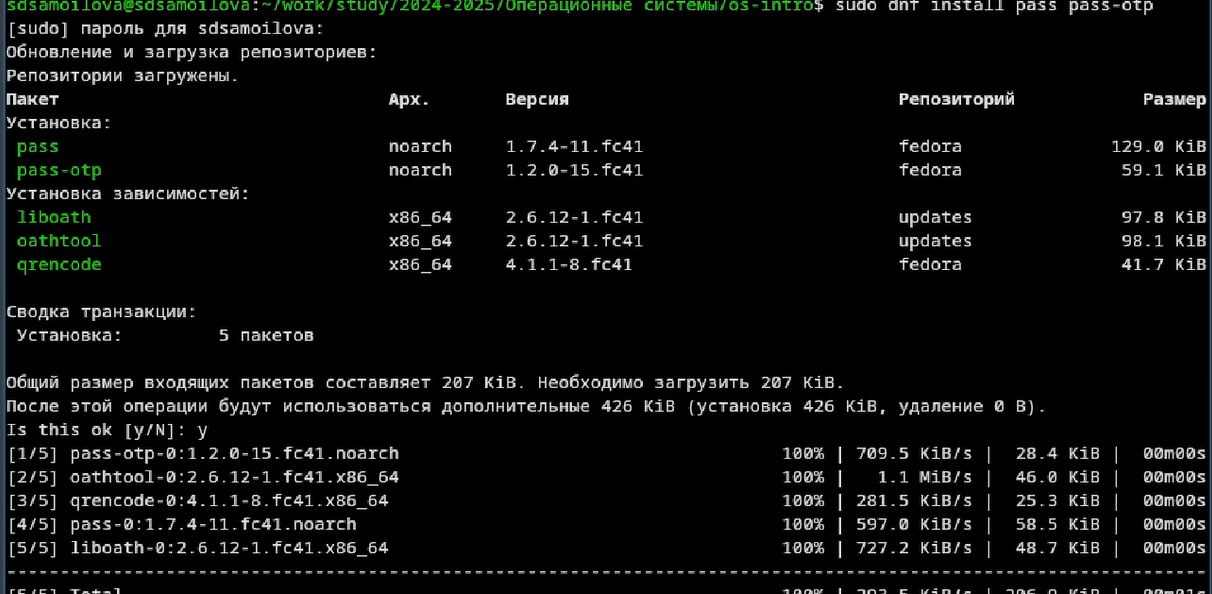 sdsamoilova@sdsamoilova:~/work/study/2024-2025/Операционные системы/os-intro$ sudo dnf install pass pass-otp
[sudo] пароль для sdsamoilova:
Обновление и загрузка репозиториев:
Репозитории загружены.
Пакет Арх. Версия Репозиторий Размер
Установка:
pass noarch 1.7.4-11.fc41 fedora 129.0 KiB
pass-otp noarch 1.2.0-15.fc41 fedora 59.1 KiB
Установка зависимостей:
liboath x86_64 2.6.12-1.fc41 updates 97.8 KiB
oathtool x86_64 2.6.12-1.fc41 updates 98.1 KiB
qrencode x86_64 4.1.1-8.fc41 fedora 41.7 KiB
Сводка транзакции:
Установка: 5 пакетов
Общий размер входящих пакетов составляет 207 KiB. Необходимо загрузить 207 KiB.
После этой операции будут использоваться дополнительные 426 KiB (установка 426 KiB, удаление 0 B).
Is this ok [y/N]: y
[1/5] pass-otp-0:1.2.0-15.fc41.noarch 100% | 709.5 KiB/s | 28.4 KiB | 00m00s
[2/5] oathtool-0:2.6.12-1.fc41.x86_64 100% | 1.1 MiB/s | 46.0 KiB | 00m00s
[3/5] qrencode-0:4.1.1-8.fc41.x86_64 100% | 281.5 KiB/s | 25.3 KiB | 00m00s
[4/5] pass-0:1.7.4-11.fc41.noarch 100% | 597.0 KiB/s | 58.5 KiB | 00m00s
[5/5] liboath-0:2.6.12-1.fc41.x86_64 100% | 727.2 KiB/s | 48.7 KiB | 00m00s
--------------------------------------------------------------------------------
[5/5] Total 100% | 293.5 KiB/s | 206.9 KiB | 00m01s